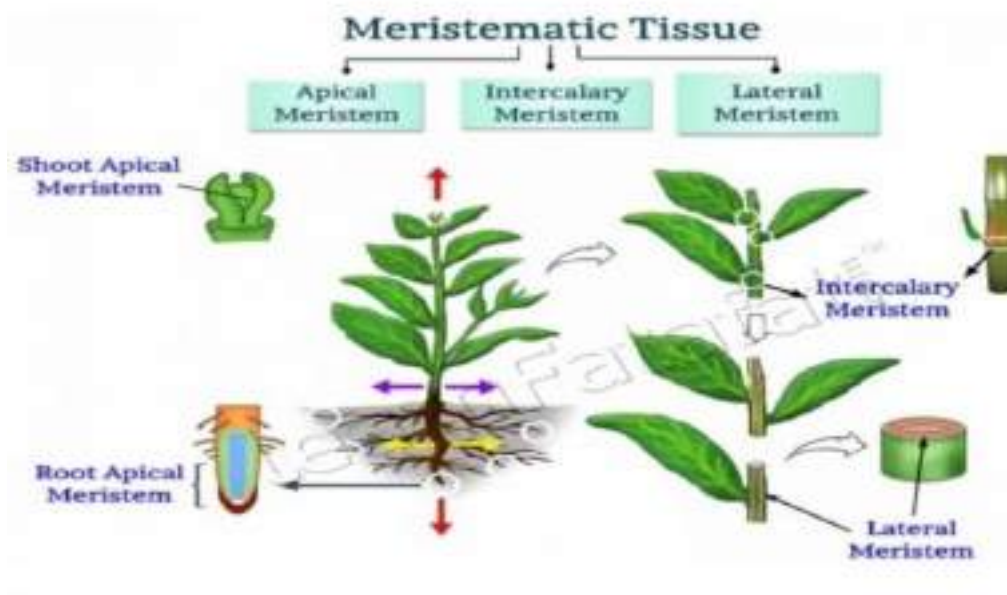 Meristematic Tissue
Apical
Meristem
Intercalary
Meristem
Lateral
Meristem
Shoot Apical
Meristem
Intercalary
Meristem
Root Apical
Meristem
Lateral
Meristem